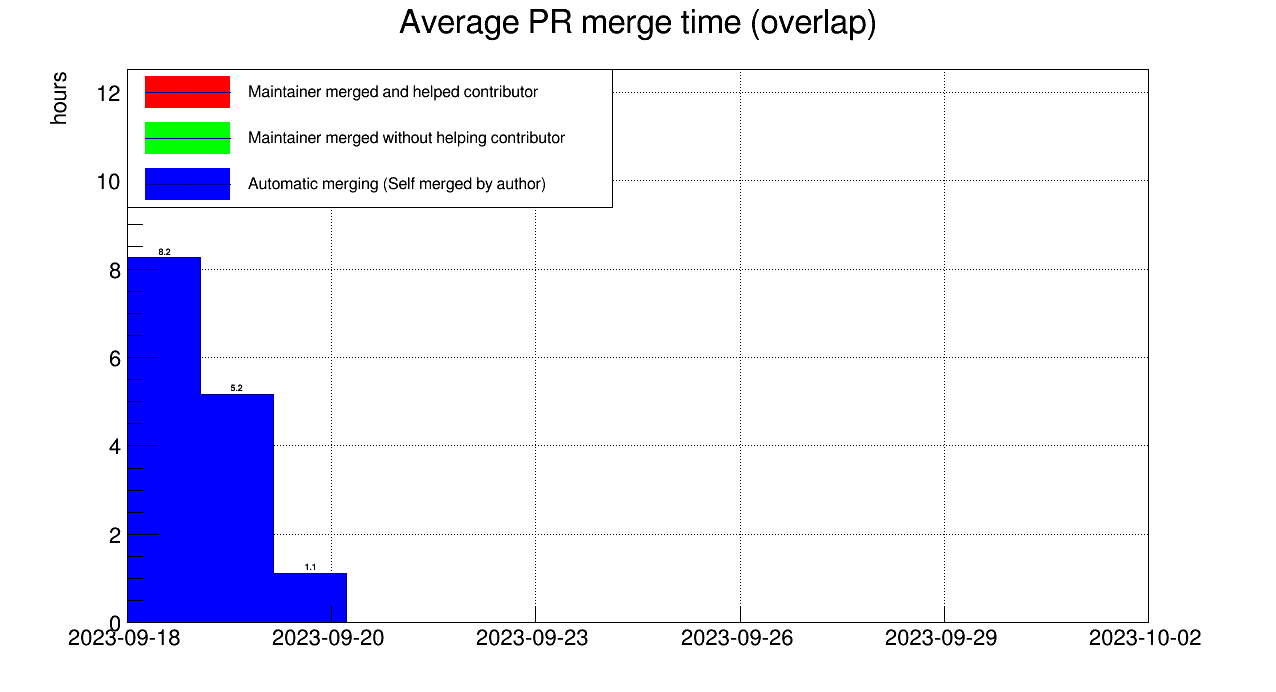 Average PR merge time (overlap)
hours
12
10
8
6
4
2
0
Maintainer merged and helped contributor
Maintainer merged without helping contributor
Automatic merging (Self merged by author)
8.2
5.2
1.1
2023-09-18 2023-09-20 2023-09-23 2023-09-26 2023-09-29 2023-10-02